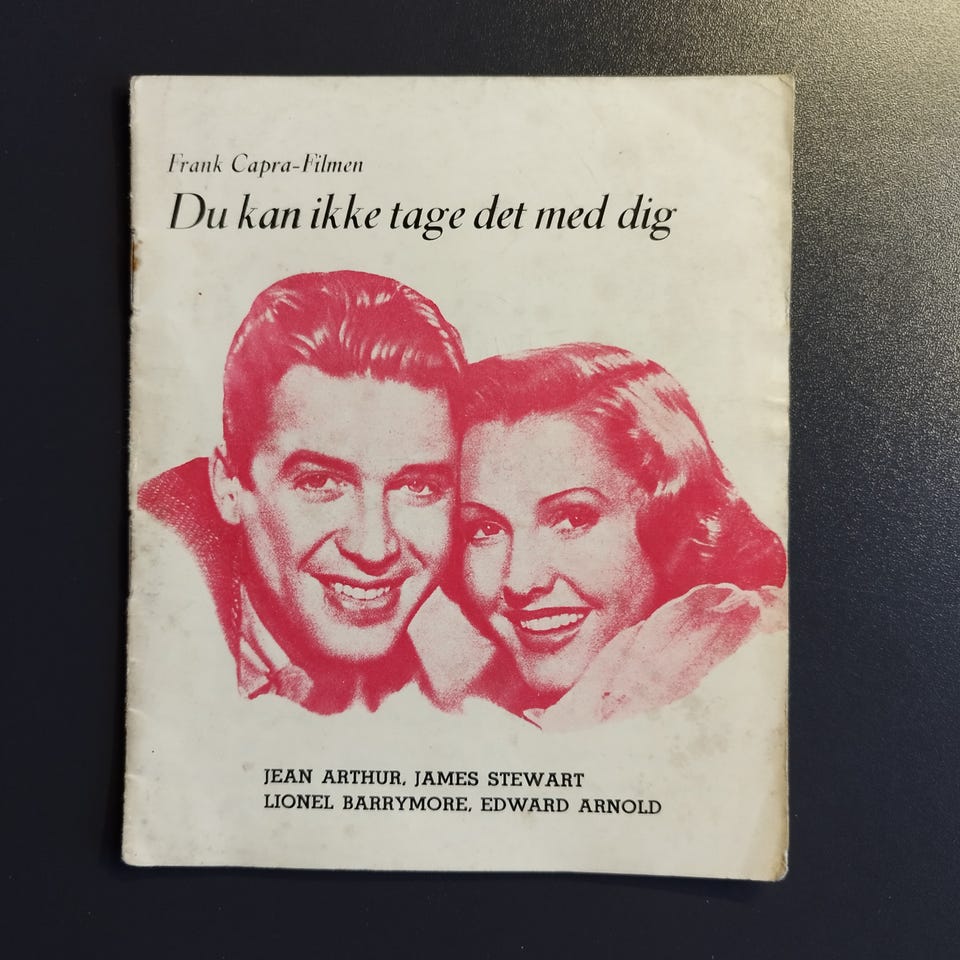 Frank Capra-Filmen
Du kan ikke tage det med dig
JEAN ARTHUR, JAMES STEWART
LIONEL BARRYMORE, EDWARD ARNOLD